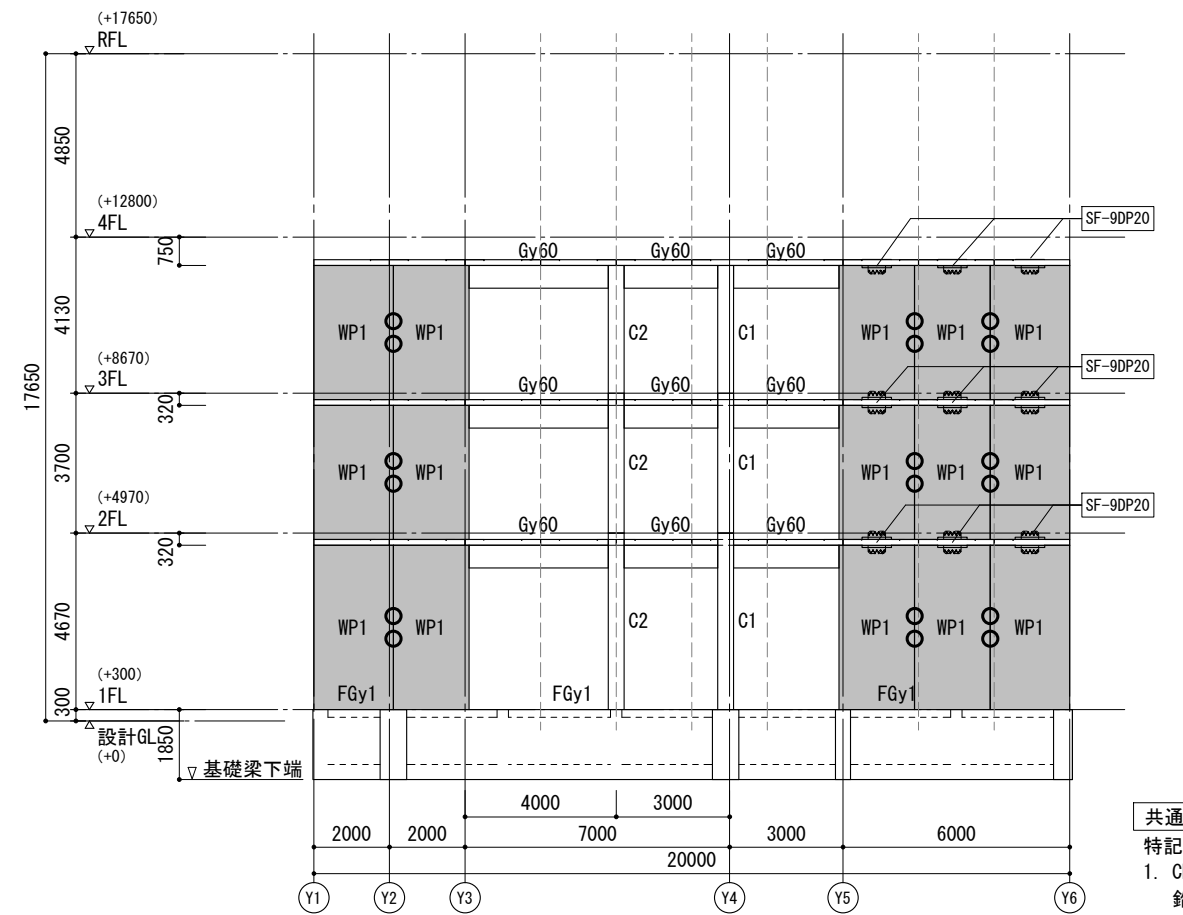 (+17650)
RFL
4850
(+12800)
4FL
750
Gy60 Gy60 Gy60
SF-9DP20
4130
WP1 WP1 C2 C1 WP1 WP1 WP1
17650
(+8670)
3FL
320
Gy60 Gy60 Gy60
SF-9DP20
3700
WP1 WP1 C2 C1 WP1 WP1 WP1
(+4970)
2FL
320
Gy60 Gy60 Gy60
SF-9DP20
4670
WP1 WP1 C2 C1 WP1 WP1 WP1
(+300)
1FL
300
FGy1 FGy1 FGy1
設計GL
(+0)
1850
基礎梁下端
4000 3000
2000 2000 7000 3000 6000
20000
Y1 Y2 Y3 Y4 Y5 Y6
共通
特記
1. C